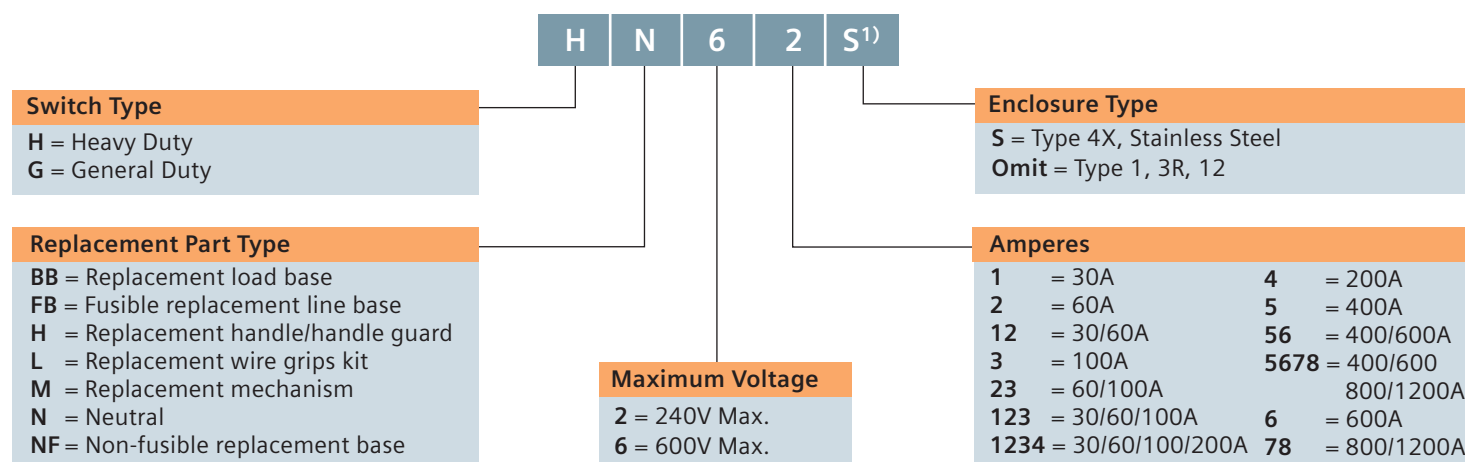 H N 6 2 S1)
Switch Type
H = Heavy Duty
G = General Duty
Enclosure Type
S = Type 4X, Stainless Steel
Omit = Type 1, 3R, 12
Replacement Part Type
BB = Replacement load base
FB = Fusible replacement line base
H = Replacement handle/handle guard
L = Replacement wire grips kit
M = Replacement mechanism
N = Neutral
NF = Non-fusible replacement base
Maximum Voltage
2 = 240V Max.
6 = 600V Max.
Amperes
1 = 30A
2 = 60A
12 = 30/60A
3 = 100A
23 = 60/100A
123 = 30/60/100A
1234 = 30/60/100/200A
4 = 200A
5 = 400A
56 = 400/600A
5678 = 400/600
800/1200A
6 = 600A
78 = 800/1200A